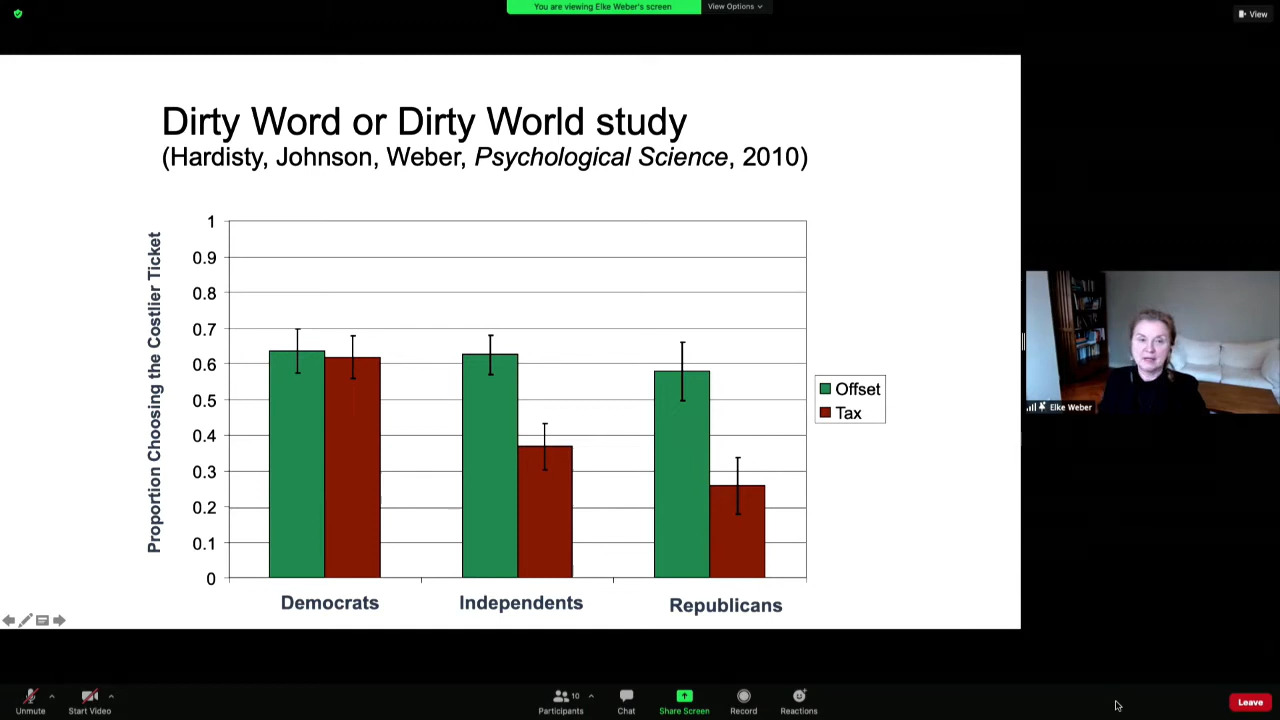 You are viewing Elke Weber's screen
View Options
View
Dirty Word or Dirty World study
(Hardisty, Johnson, Weber, Psychological Science, 2010)
Proportion Choosing the Costlier Ticket
1
0.9
0.8
0.7
0.6
0.5
0.4
0.3
0.2
0.1
0
Democrats
Independents
Republicans
Offset
Tax
Elke Weber
Unmute
Start Video
10
Participants
Chat
Share Screen
Record
Reactions
Leave